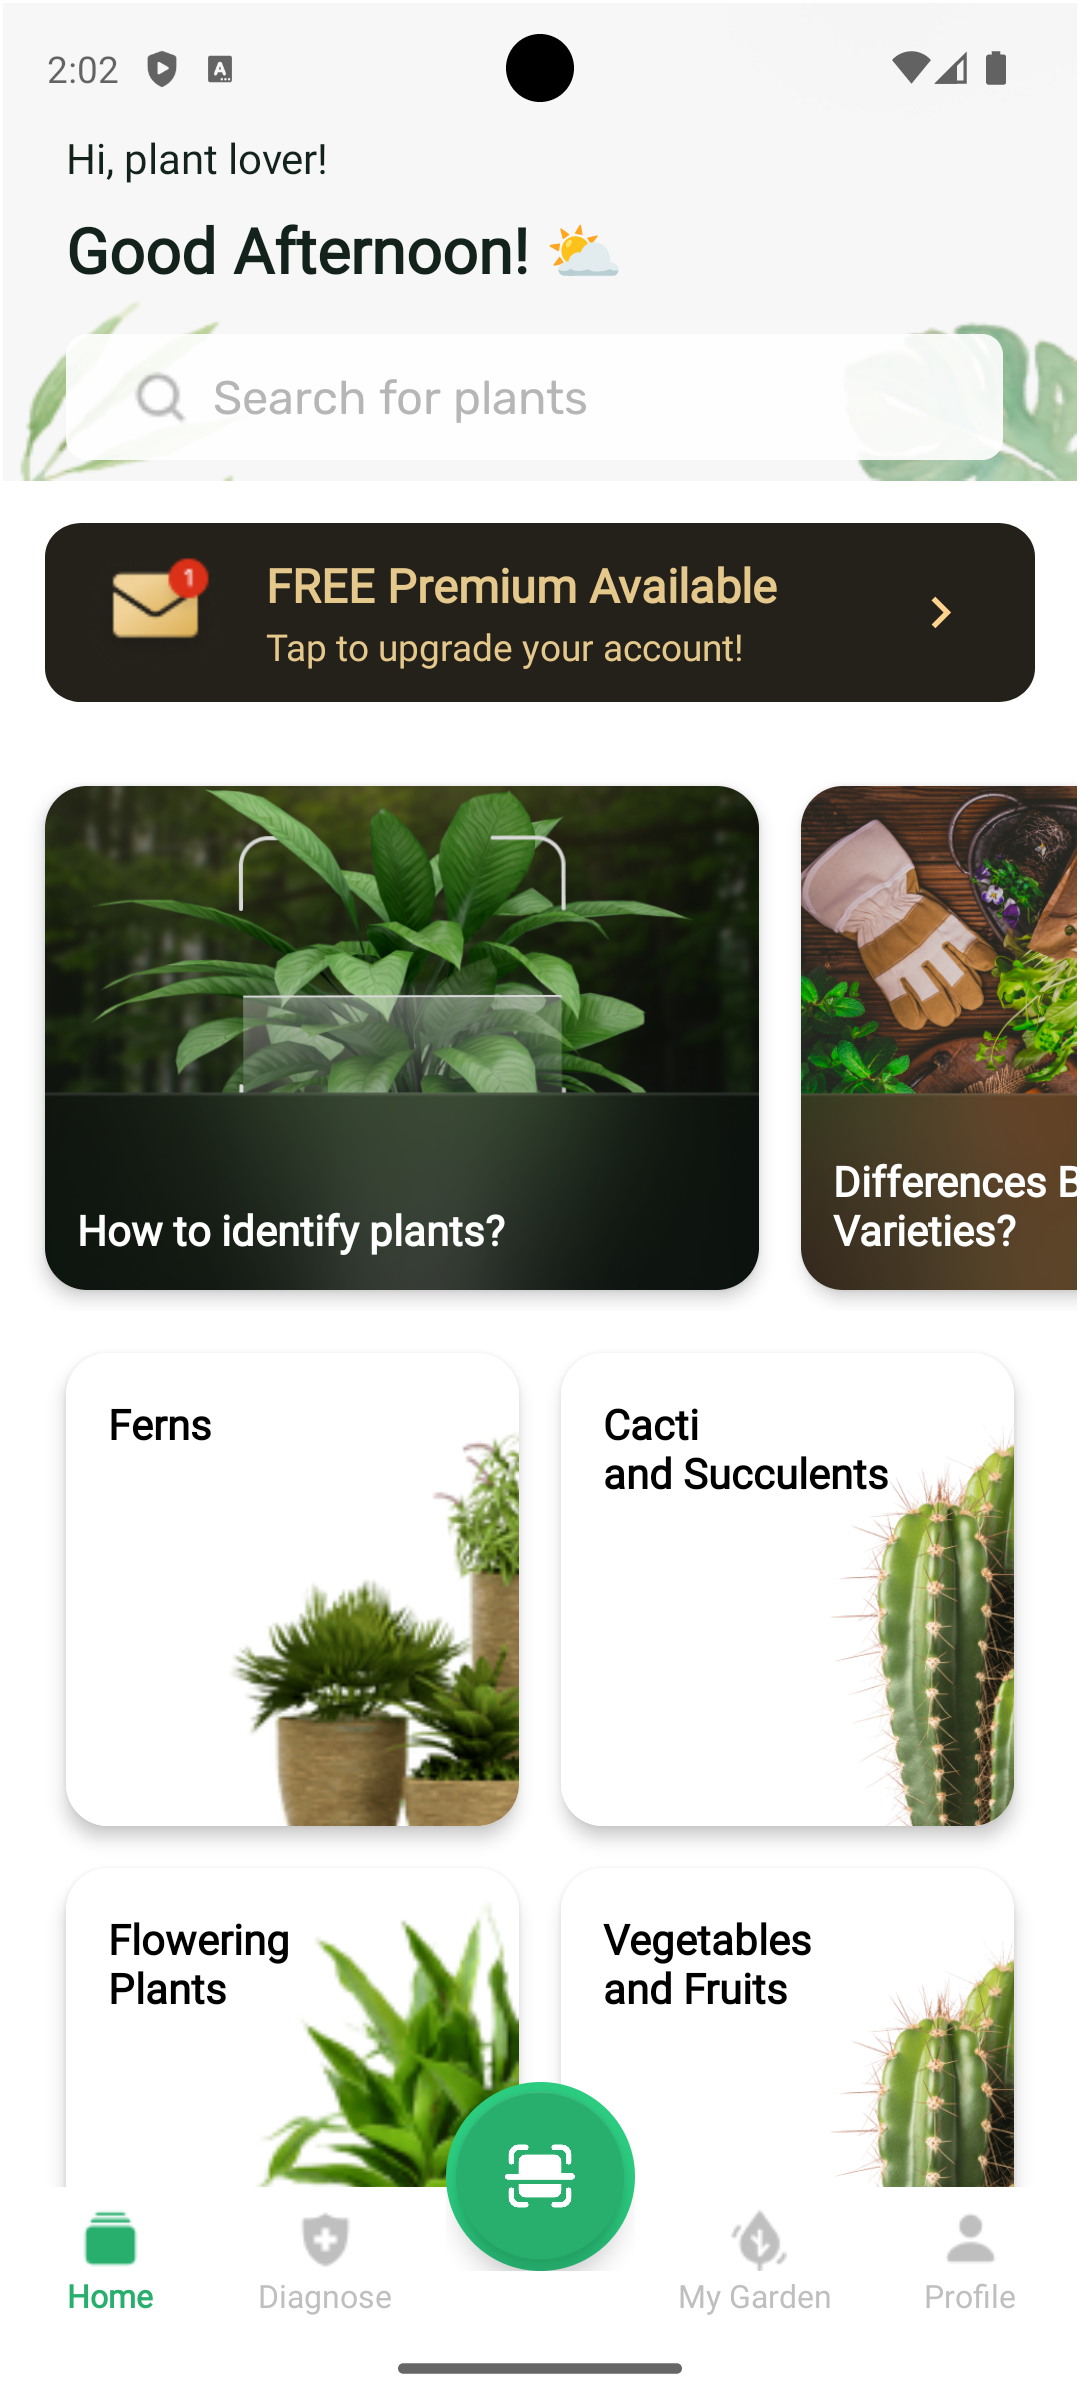 2:02
Hi, plant lover!
Good Afternoon!
Search for plants
1
FREE Premium Available
Tap to upgrade your account!
How to identify plants?
Differences B
Varieties?
Ferns
Cacti
and Succulents
Flowering
Plants
Vegetables
and Fruits
Home
Diagnose
My Garden
Profile